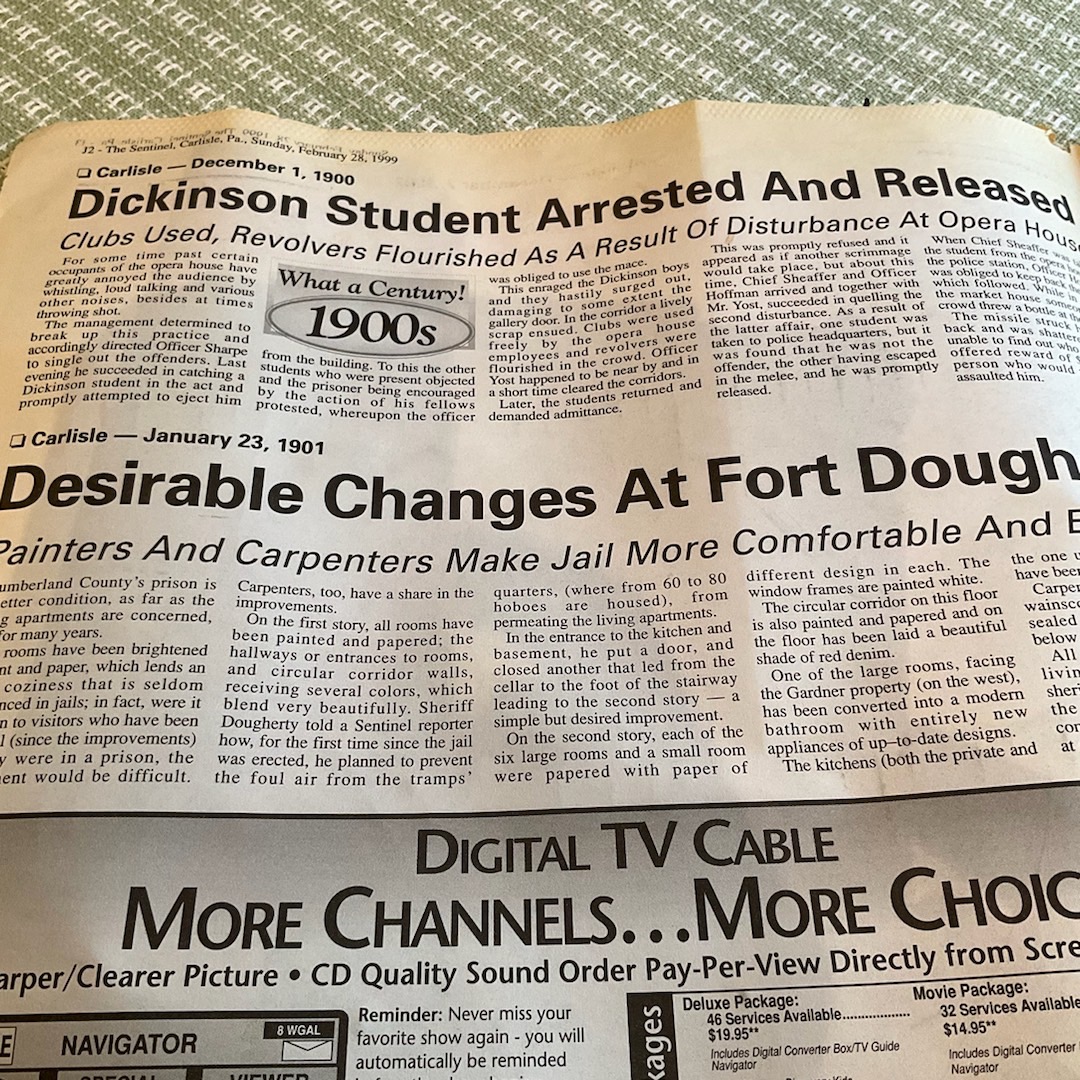 J2 - The Sentinel, Carlisle, Pa., Sunday, February 28, 1999
❏ Carlisle — December 1, 1900
Dickinson Student Arrested And Released
Clubs Used, Revolvers Flourished As A Result Of Disturbance At Opera House
For some time past certain
occupants of the opera house have
greatly annoyed the audience by
whistling, loud talking and various
other noises, besides at times
throwing shot.
The management determined to
break up this practice and
accordingly directed Officer Sharpe
to single out the offenders. Last
evening he succeeded in catching a
Dickinson student in the act and
promptly attempted to eject him
What a Century!
1900s
from the building. To this the other
students who were present objected
and the prisoner being encouraged
by the action of his fellows
protested, whereupon the officer
was obliged to use the mace.
This enraged the Dickinson boys
and they hastily surged out,
damaging to some extent the
gallery door. In the corridor a lively
scrap ensued. Clubs were used
freely by the opera house
employees and revolvers were
flourished in the crowd. Officer
Yost happened to be near by and in
a short time cleared the corridors.
Later, the students returned and
demanded admittance.
This was promptly refused and it
appeared as if another scrimmage
would take place, but about this
time, Chief Sheaffer and Officer
Hoffman arrived and together with
Mr. Yost, succeeded in quelling the
second disturbance. As a result of
the latter affair, one student was
taken to police headquarters, but it
was found that he was not the
offender, the other having escaped
in the melee, and he was promptly
released.
When Chief Sheaffer was
the student from the opera
the police station, Officer
was obliged to keep back
which followed. While in
the market house some
crowd threw a bottle at the
The missile struck
back and was shattere
unable to find out who
offered reward of
person who would
assaulted him.
❏ Carlisle — January 23, 1901
Desirable Changes At Fort Dough
Painters And Carpenters Make Jail More Comfortable And B
umberland County's prison is
etter condition, as far as the
g apartments are concerned,
for many years.
rooms have been brightened
nt and paper, which lends an
coziness that is seldom
nced in jails; in fact, were it
n to visitors who have been
l (since the improvements)
y were in a prison, the
ent would be difficult.
Carpenters, too, have a share in the
improvements.
On the first story, all rooms have
been painted and papered; the
hallways or entrances to rooms,
and circular corridor walls,
receiving several colors, which
blend very beautifully. Sheriff
Dougherty told a Sentinel reporter
how, for the first time since the jail
was erected, he planned to prevent
the foul air from the tramps'
quarters, (where from 60 to 80
hoboes are housed), from
permeating the living apartments.
In the entrance to the kitchen and
basement, he put a door, and
closed another that led from the
cellar to the foot of the stairway
leading to the second story — a
simple but desired improvement.
On the second story, each of the
six large rooms and a small room
were papered with paper of
different design in each. The
window frames are painted white.
The circular corridor on this floor
is also painted and papered and on
the floor has been laid a beautiful
shade of red denim.
One of the large rooms, facing
the Gardner property (on the west),
has been converted into a modern
bathroom with entirely new
appliances of up-to-date designs.
The kitchens (both the private and
the one u
have been
Carpe
wainsco
sealed
below
All
livin
sheri
the
co
at
DIGITAL TV CABLE
MORE CHANNELS...MORE CHOIC
arper/Clearer Picture • CD Quality Sound Order Pay-Per-View Directly from Scre
E
NAVIGATOR
8 WGAL
SPECIAL
VIEWER
Reminder: Never miss your
favorite show again - you will
automatically be reminded
kages
Deluxe Package:
46 Services Available..................
$19.95**
Includes Digital Converter Box/TV Guide
Navigator
Movie Package:
32 Services Available
$14.95**
Includes Digital Converter
Navigator